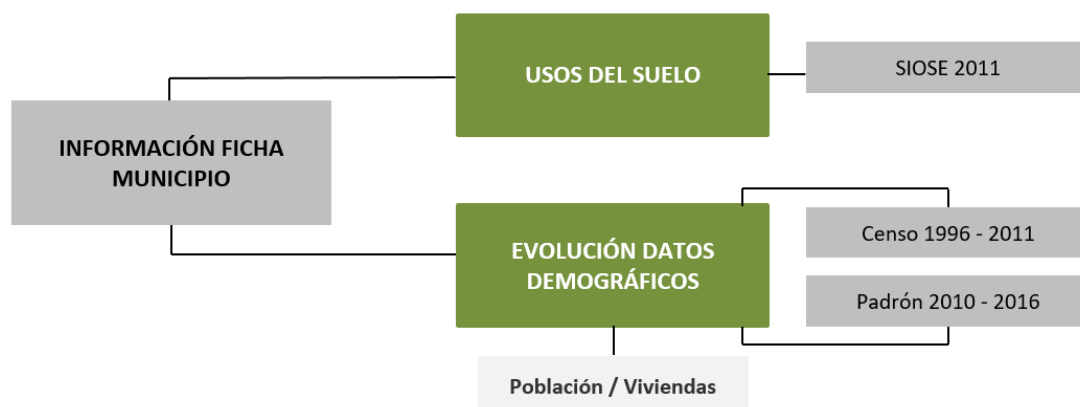 USOS DEL SUELO
SIOSE 2011
INFORMACIÓN FICHA
MUNICIPIO
EVOLUCIÓN DATOS
DEMOGRÁFICOS
Censo 1996 - 2011
Padrón 2010 - 2016
Población / Viviendas